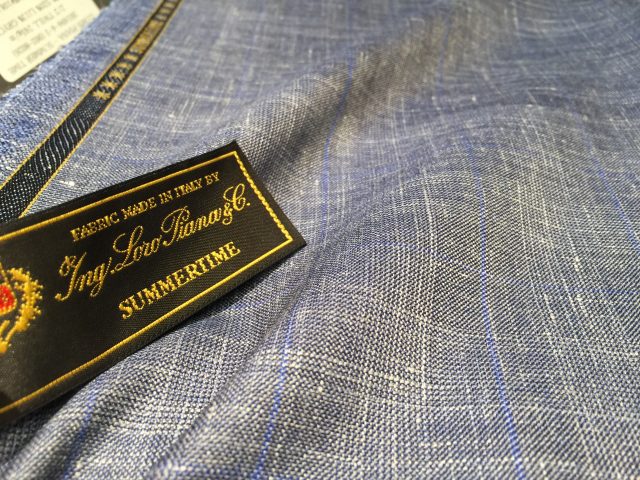 FABRIC MADE IN ITALY BY
Ing. Loro Piana & C.
SUMMERTIME